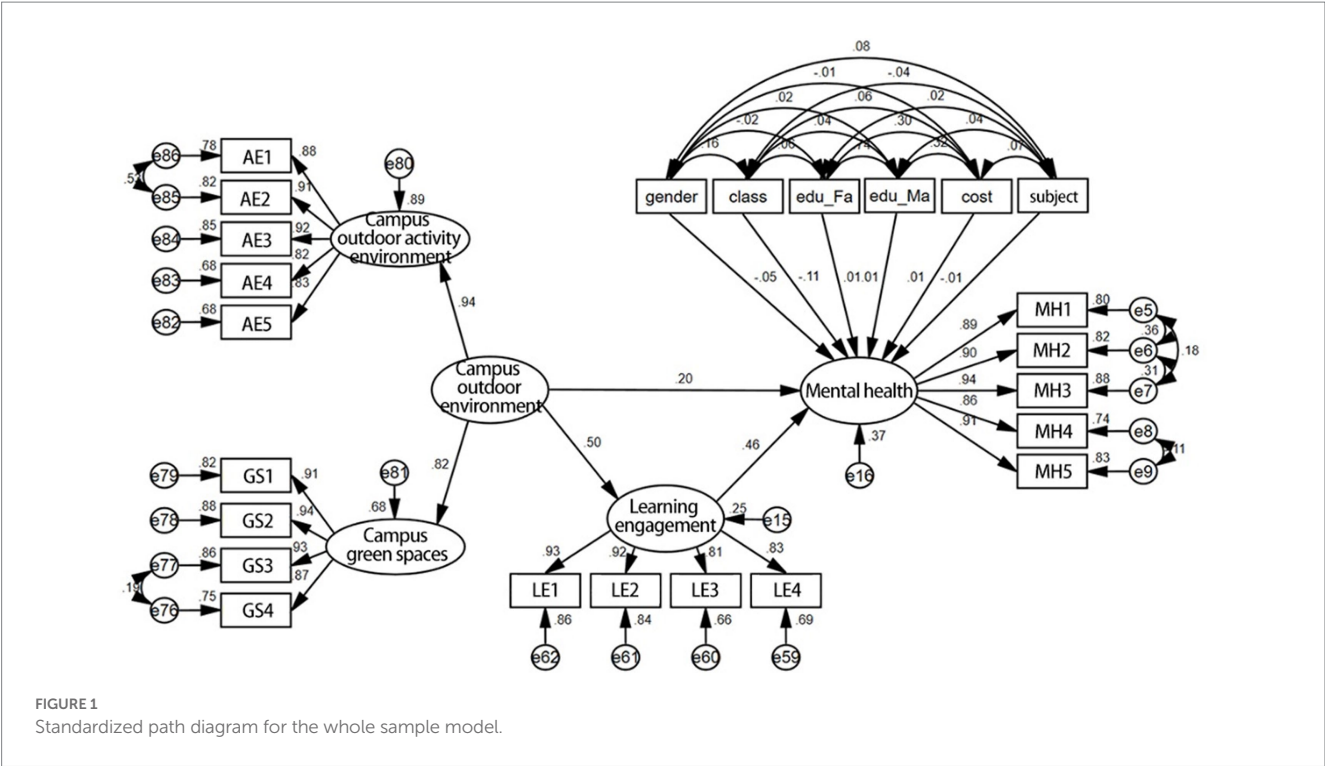 .08
-.01
-.04
.02
.06
.02
-.02
.04
.30
.04
.16
.06
.74
.32
.07
gender
class
edu_Fa
edu_Ma
cost
subject
-.05
-.11
.01
.01
.01
-.01
e86
.78
AE1
.88
e85
.82
AE2
.91
e84
.85
AE3
.92
e83
.68
AE4
.82
e82
.68
AE5
.83
e80
.89
Campus
outdoor activity
environment
.94
Campus
outdoor
environment
.20
.50
.82
Mental health
.37
e16
.46
.89
MH1
.80
e5
.90
MH2
.82
e6
.94
MH3
.88
e7
.86
MH4
.74
e8
.91
MH5
.83
e9
.36
.18
.31
e79
.82
GS1
.91
e78
.88
GS2
.94
e77
.86
GS3
.93
e76
.75
GS4
.87
.19
e81
.68
Campus
green spaces
Learning
engagement
.25
e15
.93
.92
.81
.83
LE1
LE2
LE3
LE4
.86
.84
.66
.69
e62
e61
e60
e59
FIGURE 1
Standardized path diagram for the whole sample model.